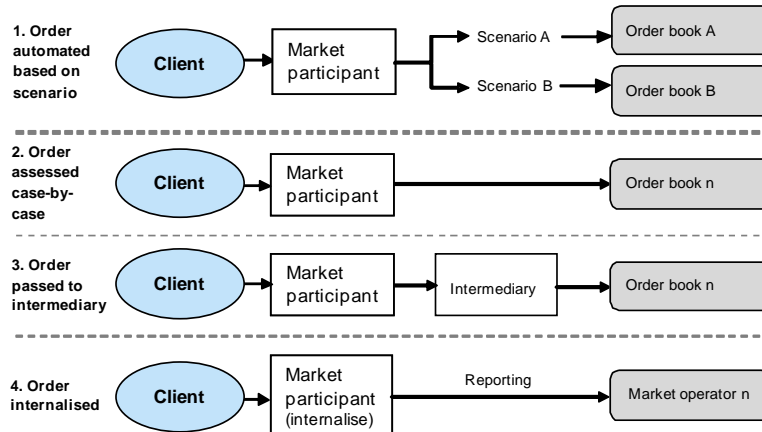 1. Order
automated
based on
scenario
Client
Market
participant
Scenario A
Order book A
Scenario B
Order book B
2. Order
assessed
case-by-
case
Client
Market
participant
Order book n
3. Order
passed to
intermediary
Client
Market
participant
Intermediary
Order book n
4. Order
internalised
Client
Market
participant
(internalise)
Reporting
Market operator n